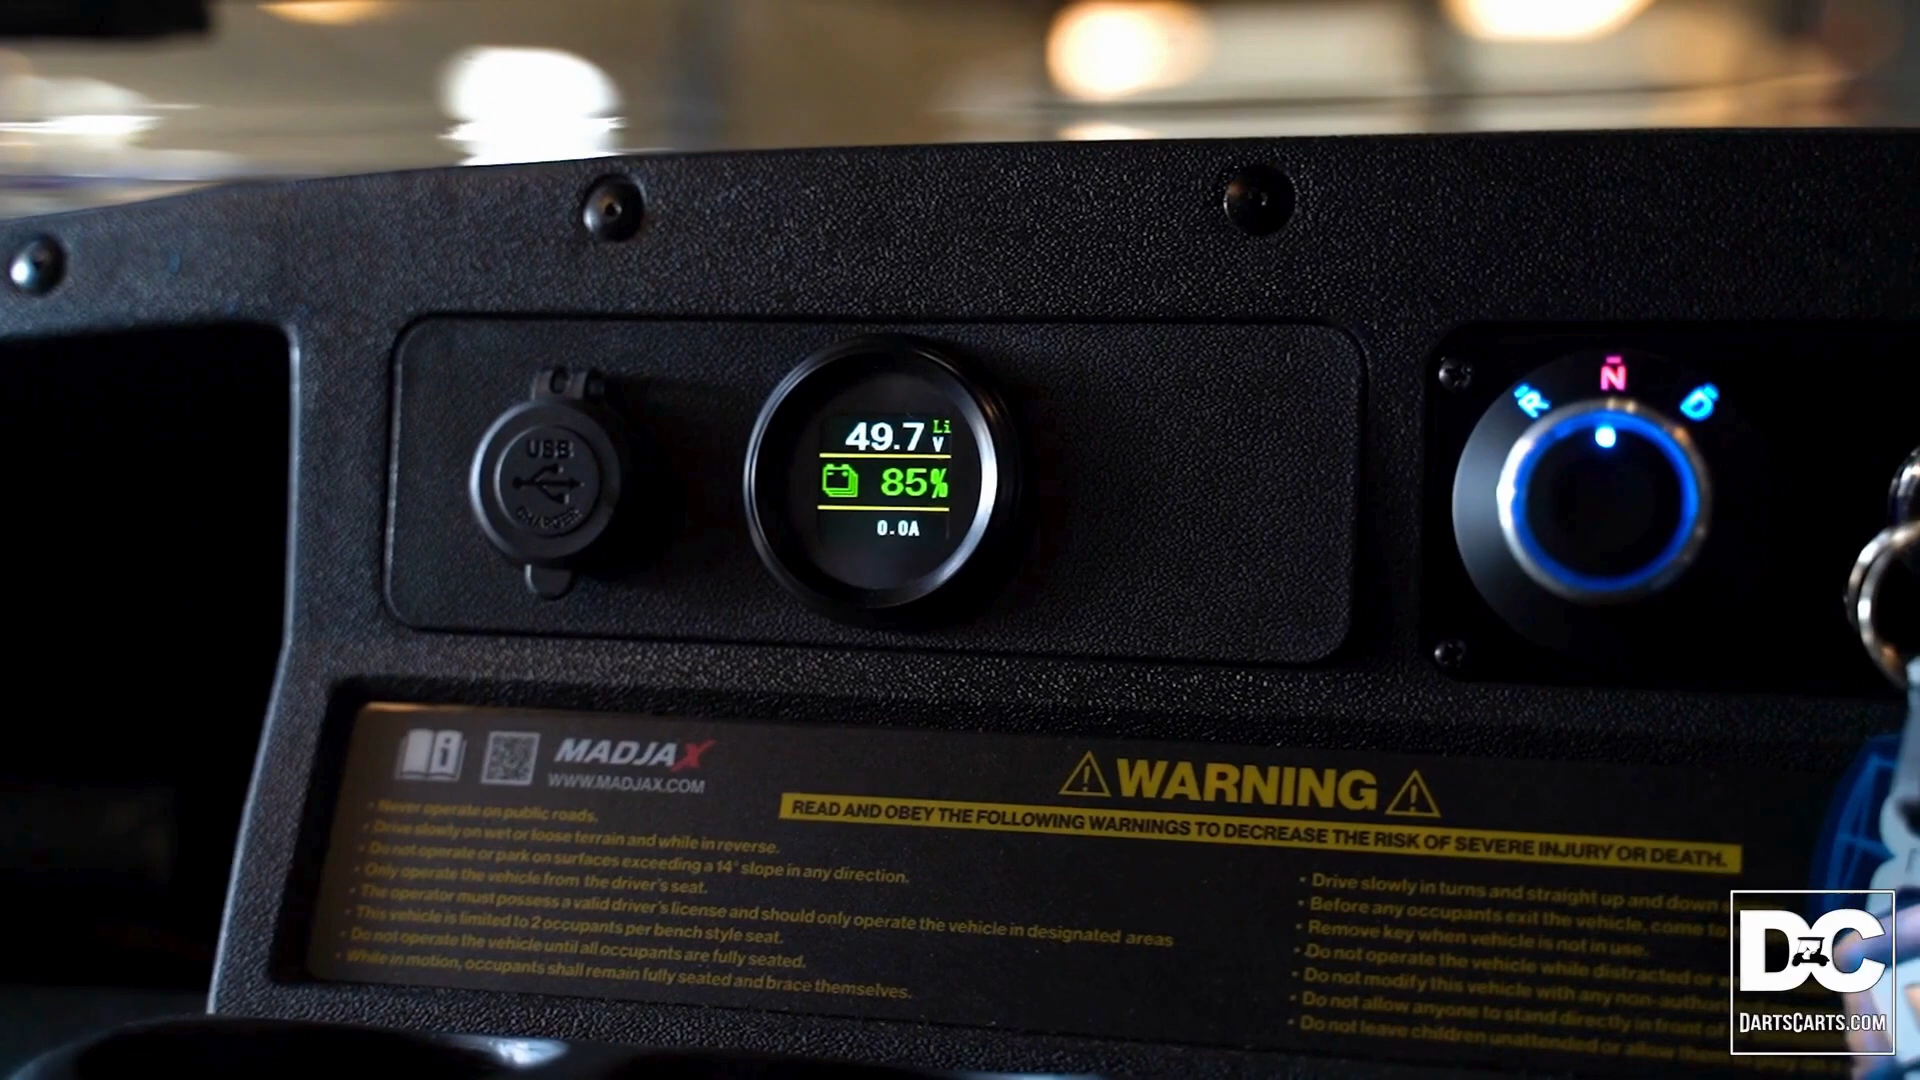 USB
CHARGER
49.7 V Li
85%
0.0A
R N D
MADJAX
WWW.MADJAX.COM
WARNING
READ AND OBEY THE FOLLOWING WARNINGS TO DECREASE THE RISK OF SEVERE INJURY OR DEATH.
• Never operate on public roads.
• Drive slowly on wet or loose terrain and while in reverse.
• Do not operate or park on surfaces exceeding a 14° slope in any direction.
• Only operate the vehicle from the driver's seat.
• The operator must possess a valid driver's license and should only operate the vehicle in designated areas
• This vehicle is limited to 2 occupants per bench style seat.
• Do not operate the vehicle until all occupants are fully seated.
• While in motion, occupants shall remain fully seated and brace themselves.
• Drive slowly in turns and straight up and down
• Before any occupants exit the vehicle, come to
• Remove key when vehicle is not in use.
• Do not operate the vehicle while distracted or
• Do not modify this vehicle with any
• Do not allow anyone to stand directly in front of
• Do not leave children unattended or allow
DC
DARTSCARTS.COM